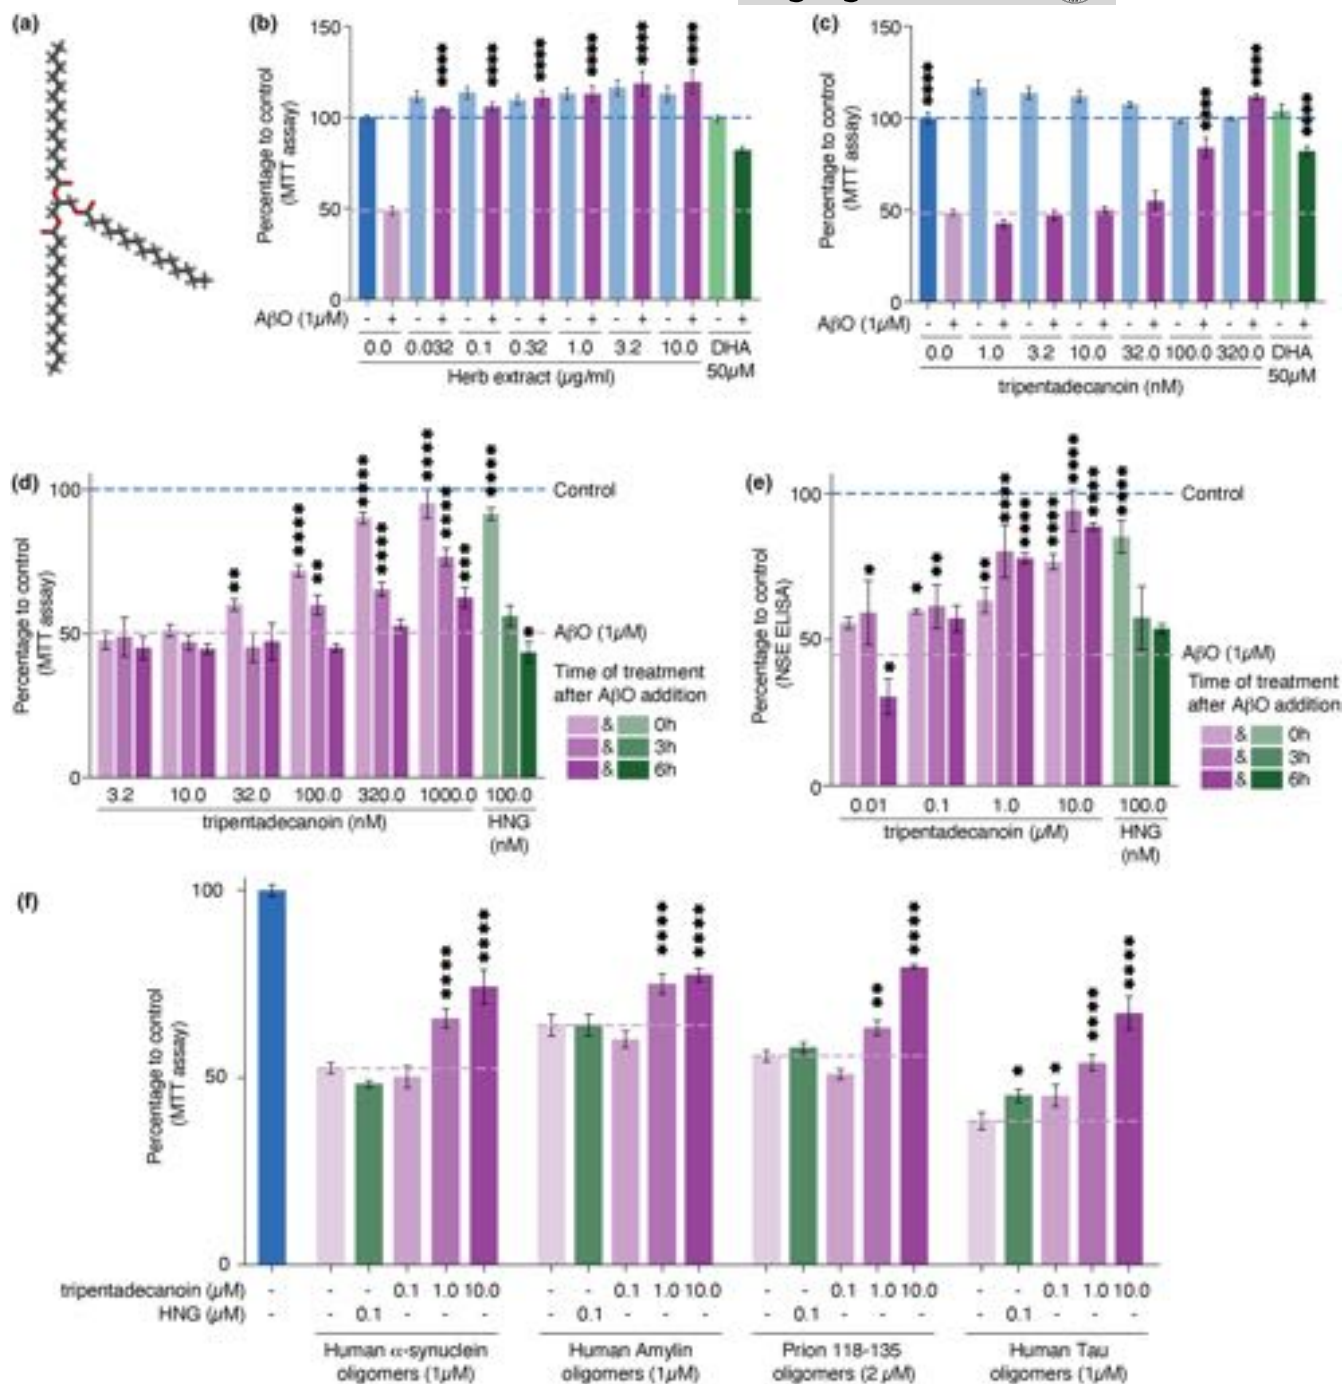 (a)
(b)
150
100
50
0
Percentage to control
(MTT assay)
AβO (1μM) - + - + - + - + - + - + - + - +
0.0 0.032 0.1 0.32 1.0 3.2 10.0 DHA
Herb extract (μg/ml) 50μM
(c)
150
100
50
0
Percentage to control
(MTT assay)
AβO (1μM) - + - + - + - + - + - + - + - +
0.0 1.0 3.2 10.0 32.0 100.0 320.0 DHA
tripentadecanoin (nM) 50μM
(d)
100
50
0
Percentage to control
(MTT assay)
Control
AβO (1μM)
Time of treatment
after AβO addition
& 0h
& 3h
& 6h
3.2 10.0 32.0 100.0 320.0 1000.0 100.0
tripentadecanoin (nM) HNG
(nM)
(e)
100
50
0
Percentage to control
(NSE ELISA)
Control
AβO (1μM)
Time of treatment
after AβO addition
& 0h
& 3h
& 6h
0.01 0.1 1.0 10.0 100.0
tripentadecanoin (μM) HNG
(nM)
(f)
100
50
0
Percentage to control
(MTT assay)
tripentadecanoin (μM) - - - 0.1 1.0 10.0 - - 0.1 1.0 10.0 - - 0.1 1.0 10.0 - - 0.1 1.0 10.0
HNG (μM) - - 0.1 - - - - 0.1 - - - - 0.1 - - - - 0.1 - - -
Human α-synuclein Human Amylin Prion 118-135 Human Tau
oligomers (1μM) oligomers (1μM) oligomers (2 μM) oligomers (1μM)